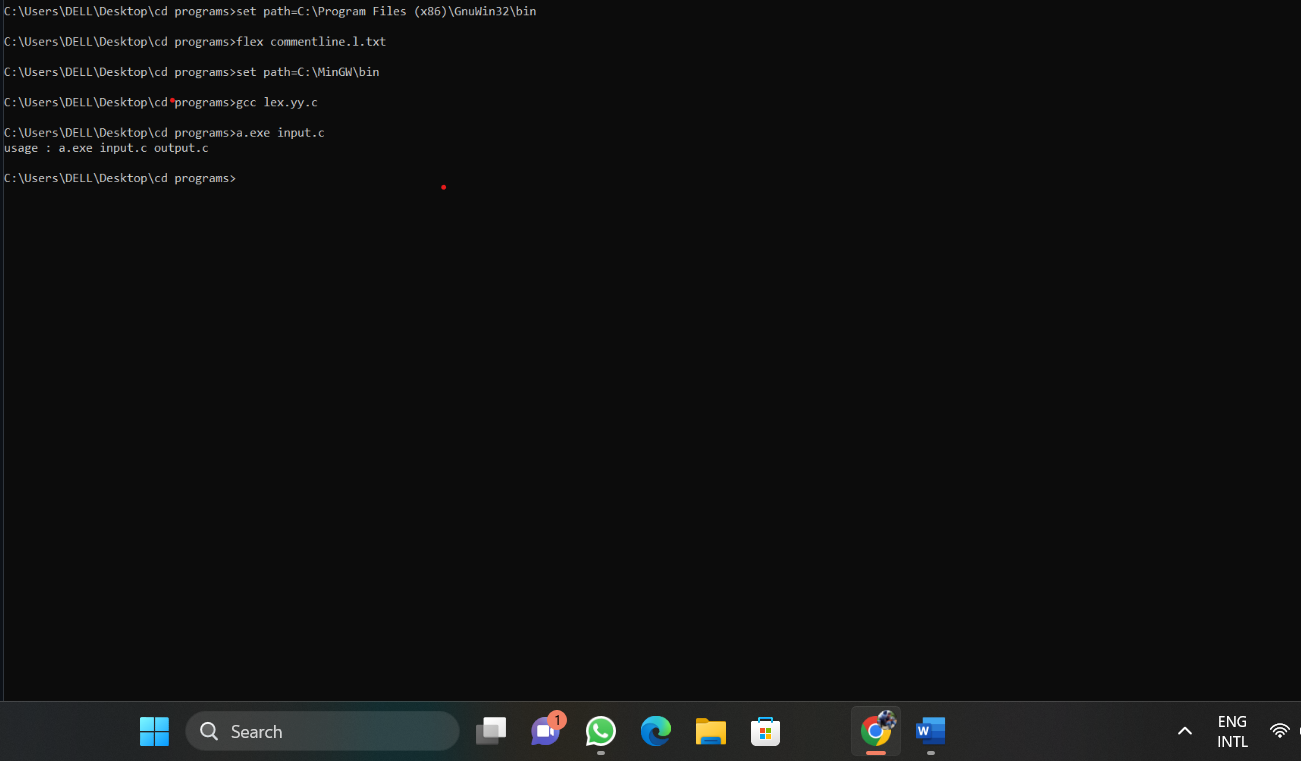 C:\Users\DELL\Desktop\cd programs>set path=C:\Program Files (x86)\GnuWin32\bin
C:\Users\DELL\Desktop\cd programs>flex commentline.l.txt
C:\Users\DELL\Desktop\cd programs>set path=C:\MinGW\bin
C:\Users\DELL\Desktop\cd programs>gcc lex.yy.c
C:\Users\DELL\Desktop\cd programs>a.exe input.c
usage : a.exe input.c output.c
C:\Users\DELL\Desktop\cd programs>
Search
1
W
ENG
INTL